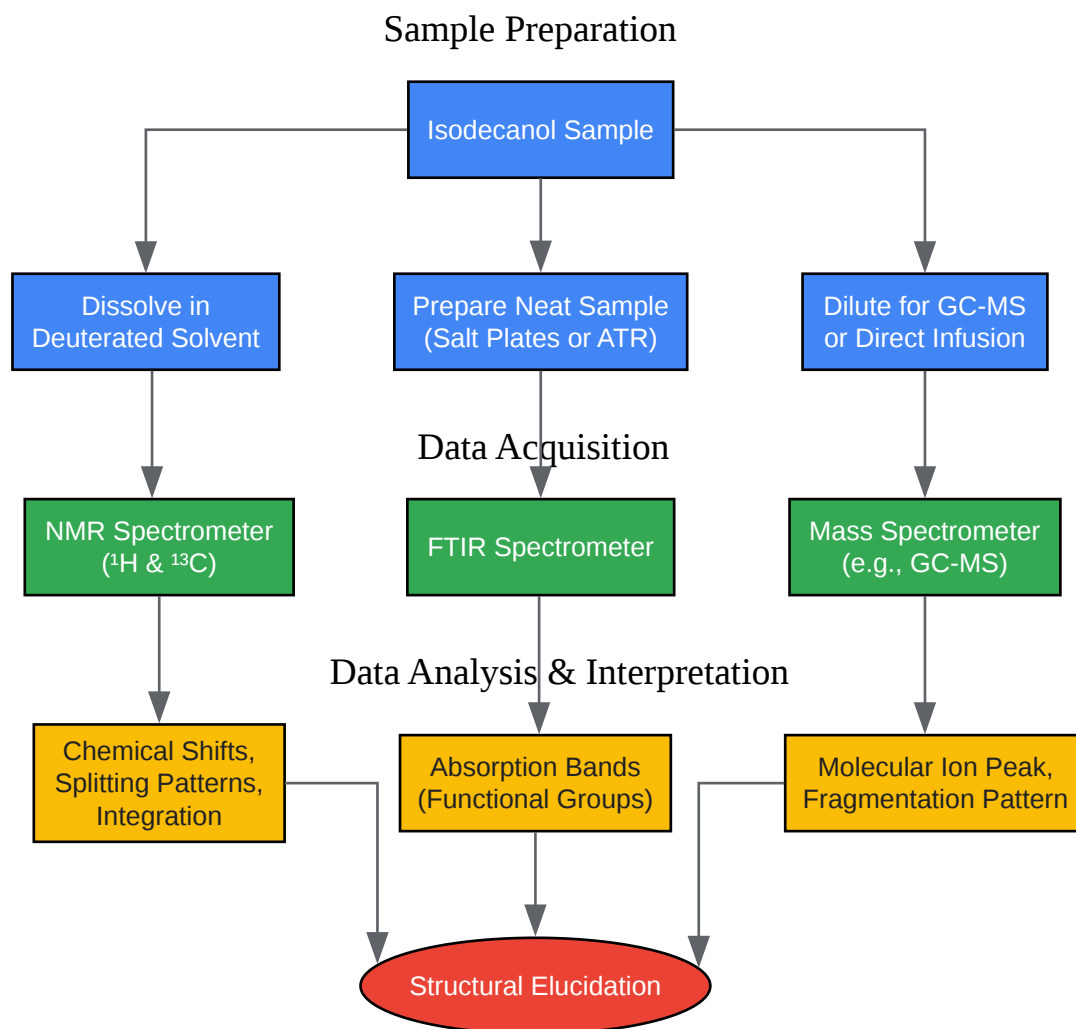 Sample Preparation
Isodecanol Sample
Dissolve in
Deuterated Solvent
Prepare Neat Sample
(Salt Plates or ATR)
Dilute for GC-MS
or Direct Infusion
Data Acquisition
NMR Spectrometer
(¹H & ¹³C)
FTIR Spectrometer
Mass Spectrometer
(e.g., GC-MS)
Data Analysis & Interpretation
Chemical Shifts,
Splitting Patterns,
Integration
Absorption Bands
(Functional Groups)
Molecular Ion Peak,
Fragmentation Pattern
Structural Elucidation